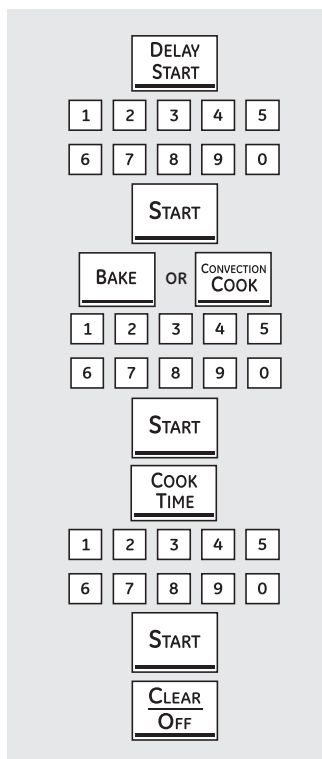 DELAY
START
1 2 3 4 5
6 7 8 9 0
START
BAKE OR CONVECTION COOK
1 2 3 4 5
6 7 8 9 0
START
COOK
TIME
1 2 3 4 5
6 7 8 9 0
START
CLEAR
OFF